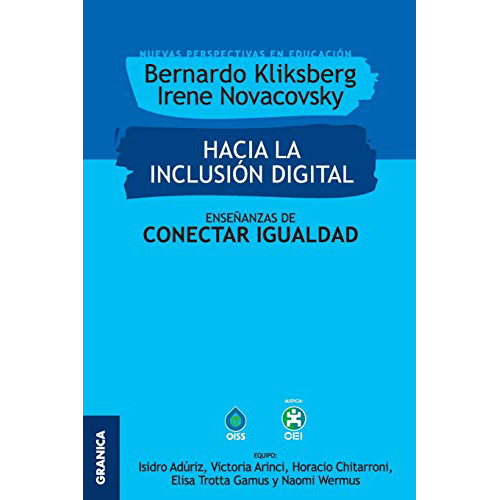 NUEVAS PERSPECTIVAS EN EDUCACIÓN
Bernardo Kliksberg
Irene Novacovsky
HACIA LA
INCLUSIÓN DIGITAL
ENSEÑANZAS DE
CONECTAR IGUALDAD
AUSPICIA:
OISS
OEI
EQUIPO:
Isidro Adúriz, Victoria Arinci, Horacio Chitarroni,
Elisa Trotta Gamus y Naomi Wermus
GRANICA